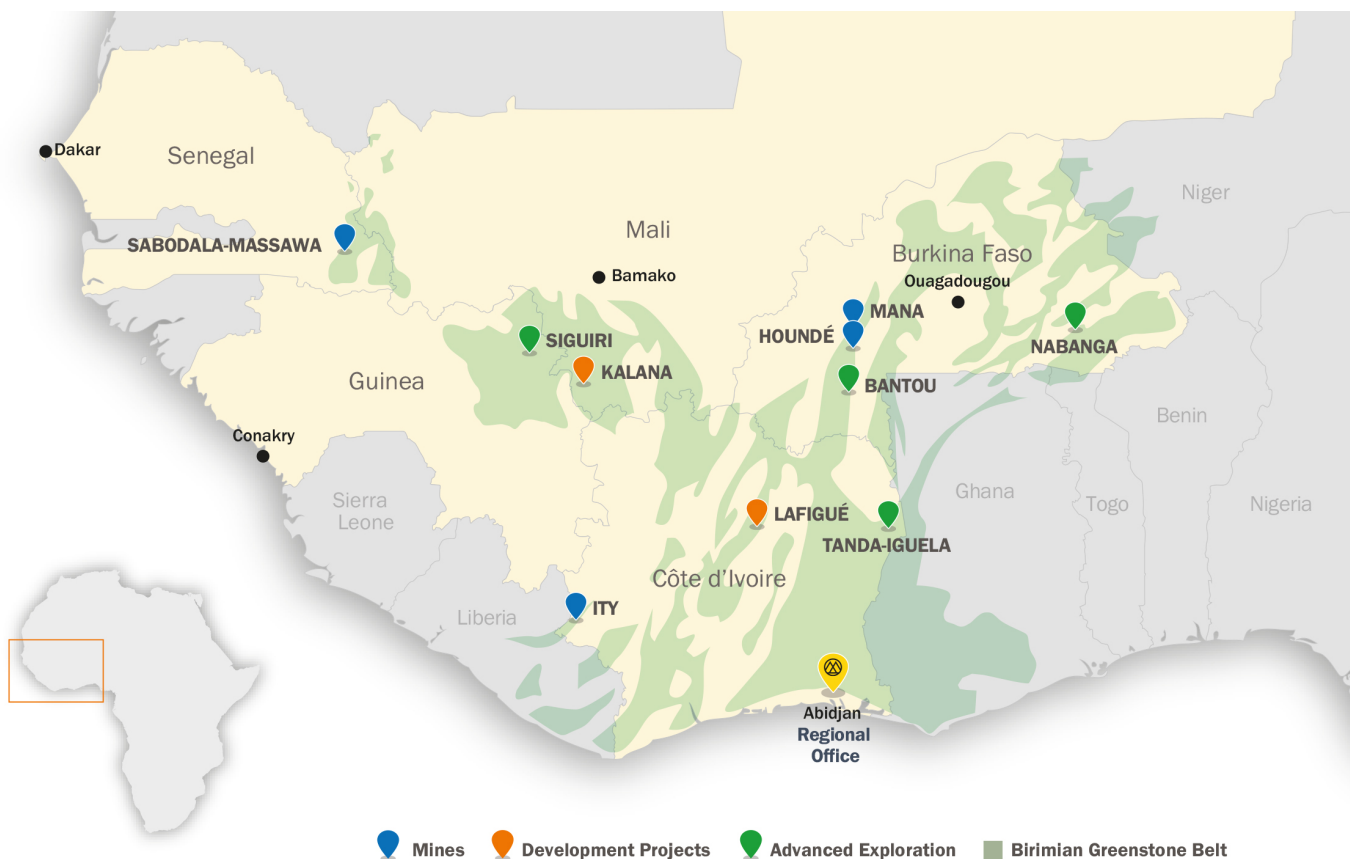 Dakar
Senegal
Niger
Mali
SABODALA-MASSAWA
Burkina Faso
Bamako
Ouagadougou
MANA
HOUNDÉ
SIGUIRI
NABANGA
KALANA
Guinea
BANTOU
Benin
Conakry
Sierra
Leone
Ghana
Togo
Nigeria
LAFIGUÉ
TANDA-IGUELA
Côte d'Ivoire
ITY
Liberia
Abidjan
Regional
Office
Mines
Development Projects
Advanced Exploration
Birimian Greenstone Belt